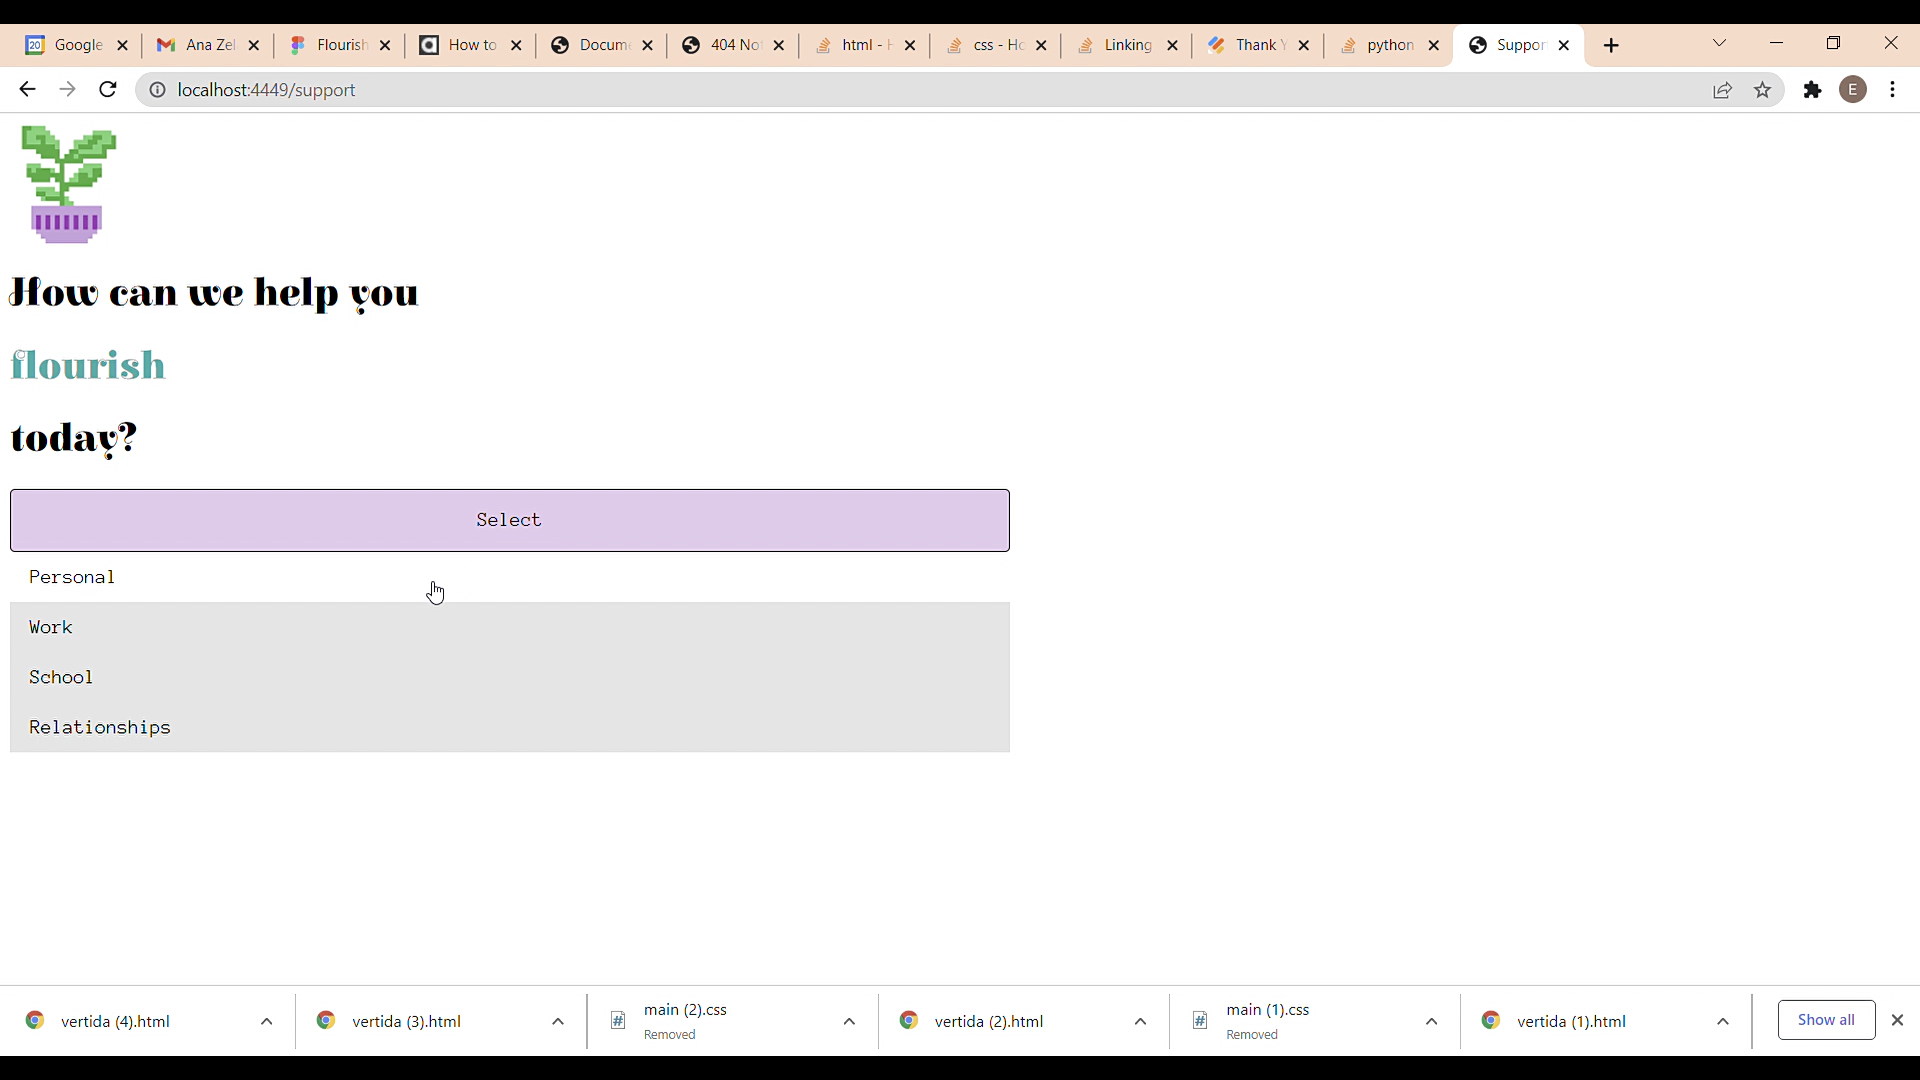 20 Google
Ana Zel
Flourish
How to
Docum
404 No
html - H
css - Ho
Linking
Thank Y
python
Suppor
localhost:4449/support
E
How can we help you
flourish
today?
Select
Personal
Work
School
Relationships
vertida (4).html
vertida (3).html
# main (2).css
Removed
vertida (2).html
# main (1).css
Removed
vertida (1).html
Show all